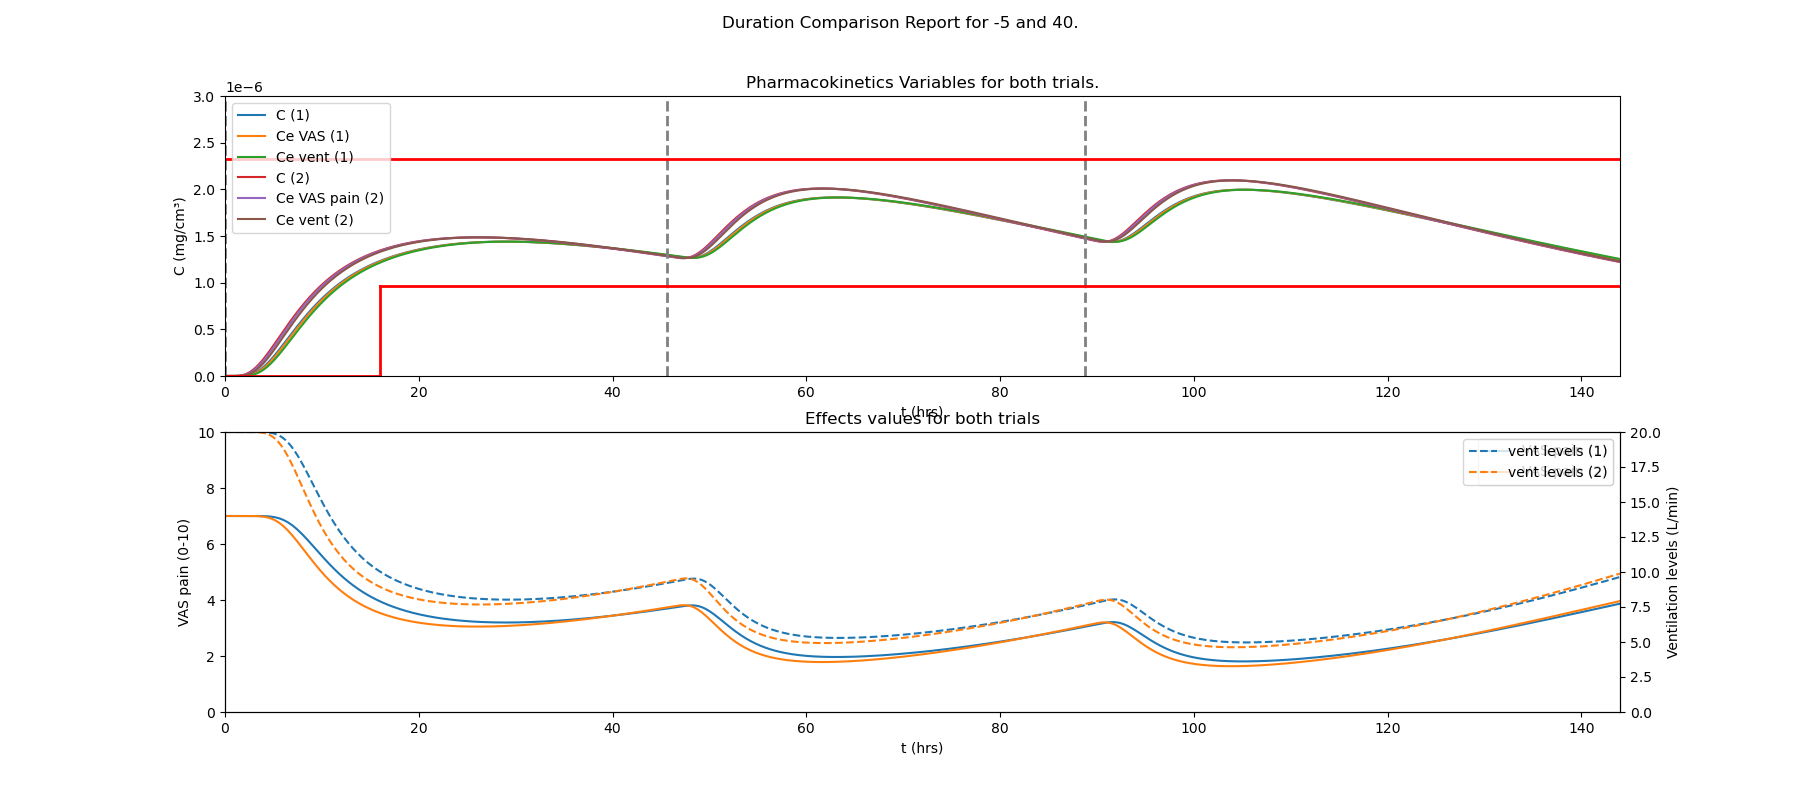 Duration Comparison Report for -5 and 40.
Pharmacokinetics Variables for both trials.
1e−6
3.0
2.5
2.0
1.5
1.0
0.5
0.0
C (mg/cm³)
C (1)
Ce VAS (1)
Ce vent (1)
C (2)
Ce VAS pain (2)
Ce vent (2)
0 20 40 60 80 100 120 140
t (hrs)
Effects values for both trials
10
8
6
4
2
0
VAS pain (0-10)
vent levels (1)
vent levels (2)
20.0
17.5
15.0
12.5
10.0
7.5
5.0
2.5
0.0
Ventilation levels (L/min)
0 20 40 60 80 100 120 140
t (hrs)